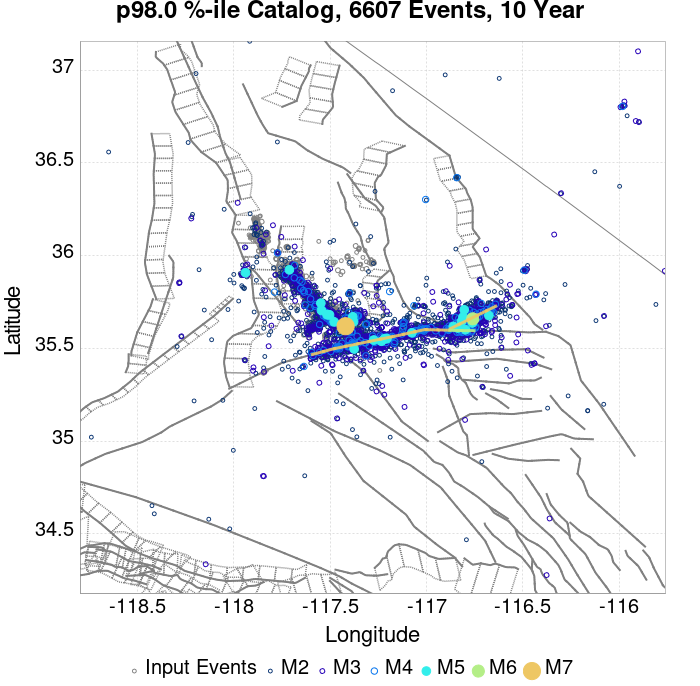 p98.0 %-ile Catalog, 6607 Events, 10 Year
37
36.5
36
35.5
35
34.5
Latitude
-118.5 -118 -117.5 -117 -116.5 -116
Longitude
Input Events M2 M3 M4 M5 M6 M7